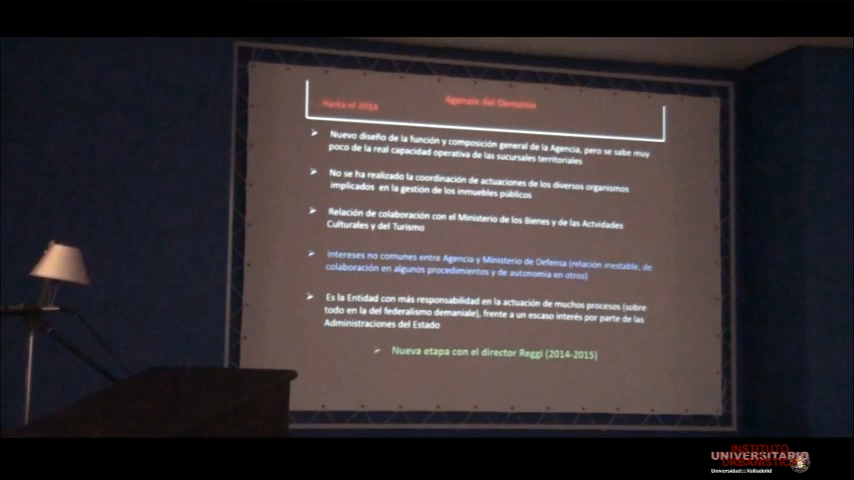 Hasta el 2014
Agenzia del Demanio
Nuevo diseño de la función y composición general de la Agencia, pero se sabe muy
poco de la real capacidad operativa de las sucursales territoriales
No se ha realizado la coordinación de actuaciones de los diversos organismos
implicados en la gestión de los inmuebles públicos
Relación de colaboración con el Ministerio de los Bienes y de las Actvidades
Culturales y del Turismo
Intereses no comunes entre Agencia y Ministerio de Defensa (relación inestable, de
colaboración en algunos procedimientos y de autonomía en otros)
Es la Entidad con más responsabilidad en la actuación de muchos procesos (sobre
todo en la del federalismo demaniale), frente a un escaso interés por parte de las
Administraciones del Estado
Nueva etapa con el director Reggi (2014-2015)
INSTITUTO
UNIVERSITARIO
URBANÍSTICA
UniversidaddeValladolid